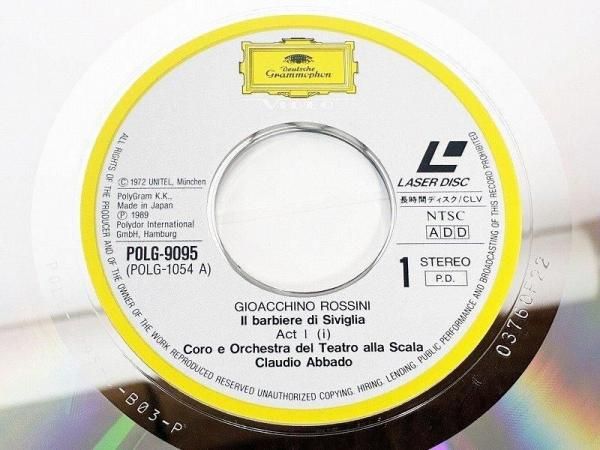 Deutsche
Grammophon
VIDEO
© 1972 UNITEL, München
PolyGram K.K.,
Made in Japan
℗ 1989
Polydor International
GmbH, Hamburg
POLG-9095
(POLG-1054 A)
LASER DISC
長時間ディスク/CLV
NTSC
ADD
1 STEREO
P.D.
GIOACCHINO ROSSINI
Il barbiere di Siviglia
Act I (i)
Coro e Orchestra del Teatro alla Scala
Claudio Abbado
ALL RIGHTS OF THE PRODUCER AND OF THE OWNER OF THE WORK REPRODUCED RESERVED UNAUTHORIZED COPYING. HIRING. LENDING. PUBLIC PERFORMANCE AND BROADCASTING OF THIS RECORD PROHIBITED
-B03-P